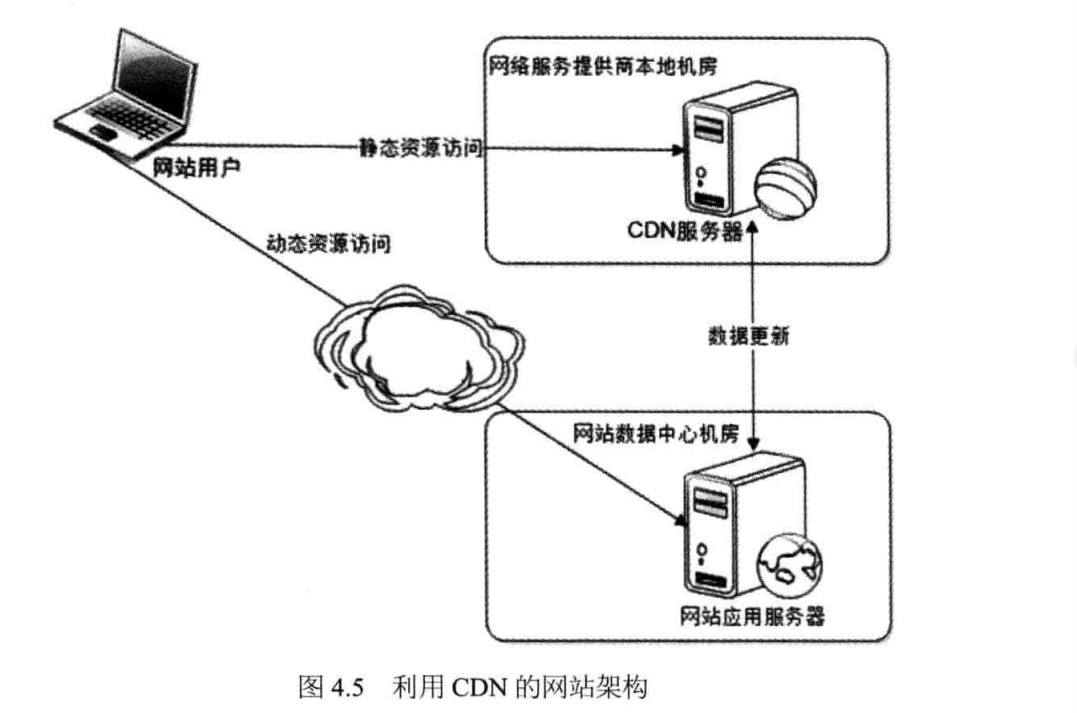 网络服务提供商本地机房
静态资源访问
网站用户
CDN服务器
动态资源访问
数据更新
网站数据中心机房
网站应用服务器
图 4.5 利用 CDN 的网站架构